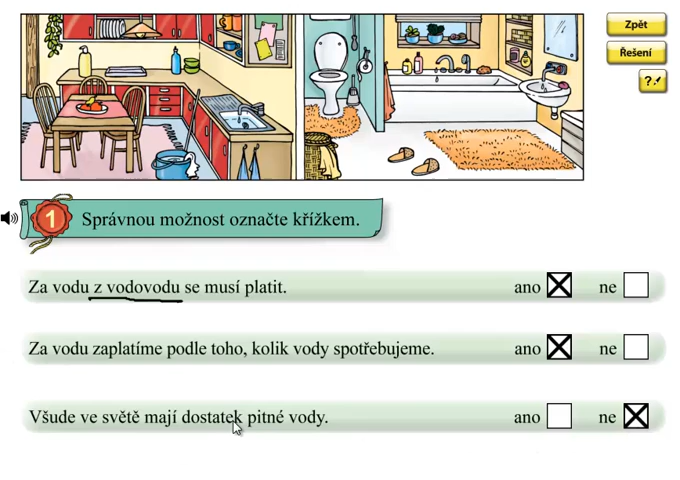 Zpět
Řešení
?
1 Správnou možnost označte křížkem.
Za vodu z vodovodu se musí platit. ano ne
Za vodu zaplatíme podle toho, kolik vody spotřebujeme. ano ne
Všude ve světě mají dostatek pitné vody. ano ne